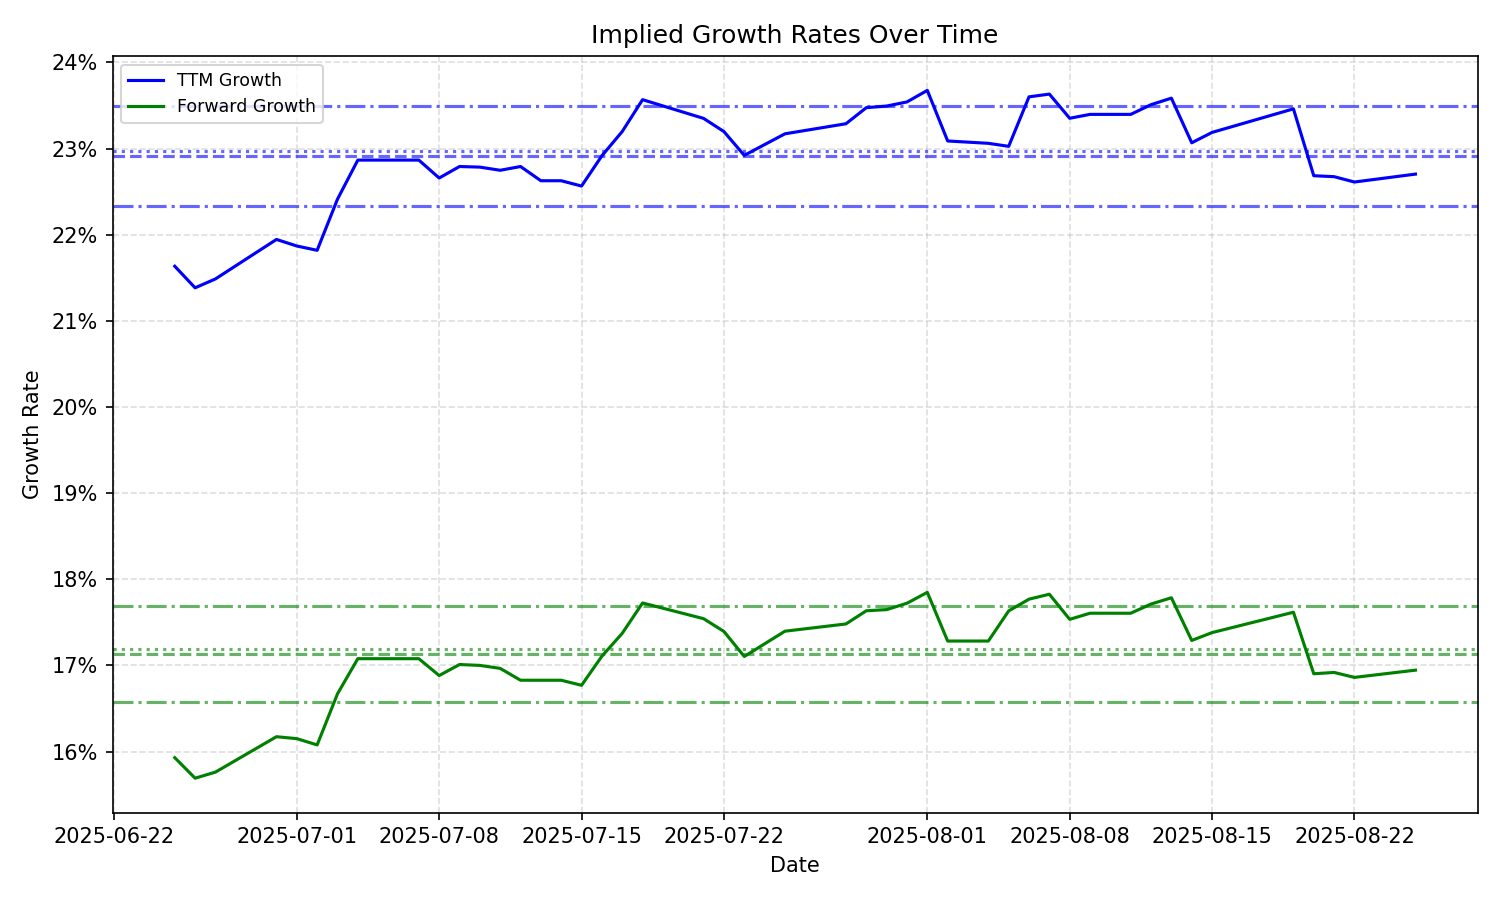 Implied Growth Rates Over Time
TTM Growth
Forward Growth
Growth Rate
24%
23%
22%
21%
20%
19%
18%
17%
16%
2025-06-22 2025-07-01 2025-07-08 2025-07-15 2025-07-22 2025-08-01 2025-08-08 2025-08-15 2025-08-22
Date